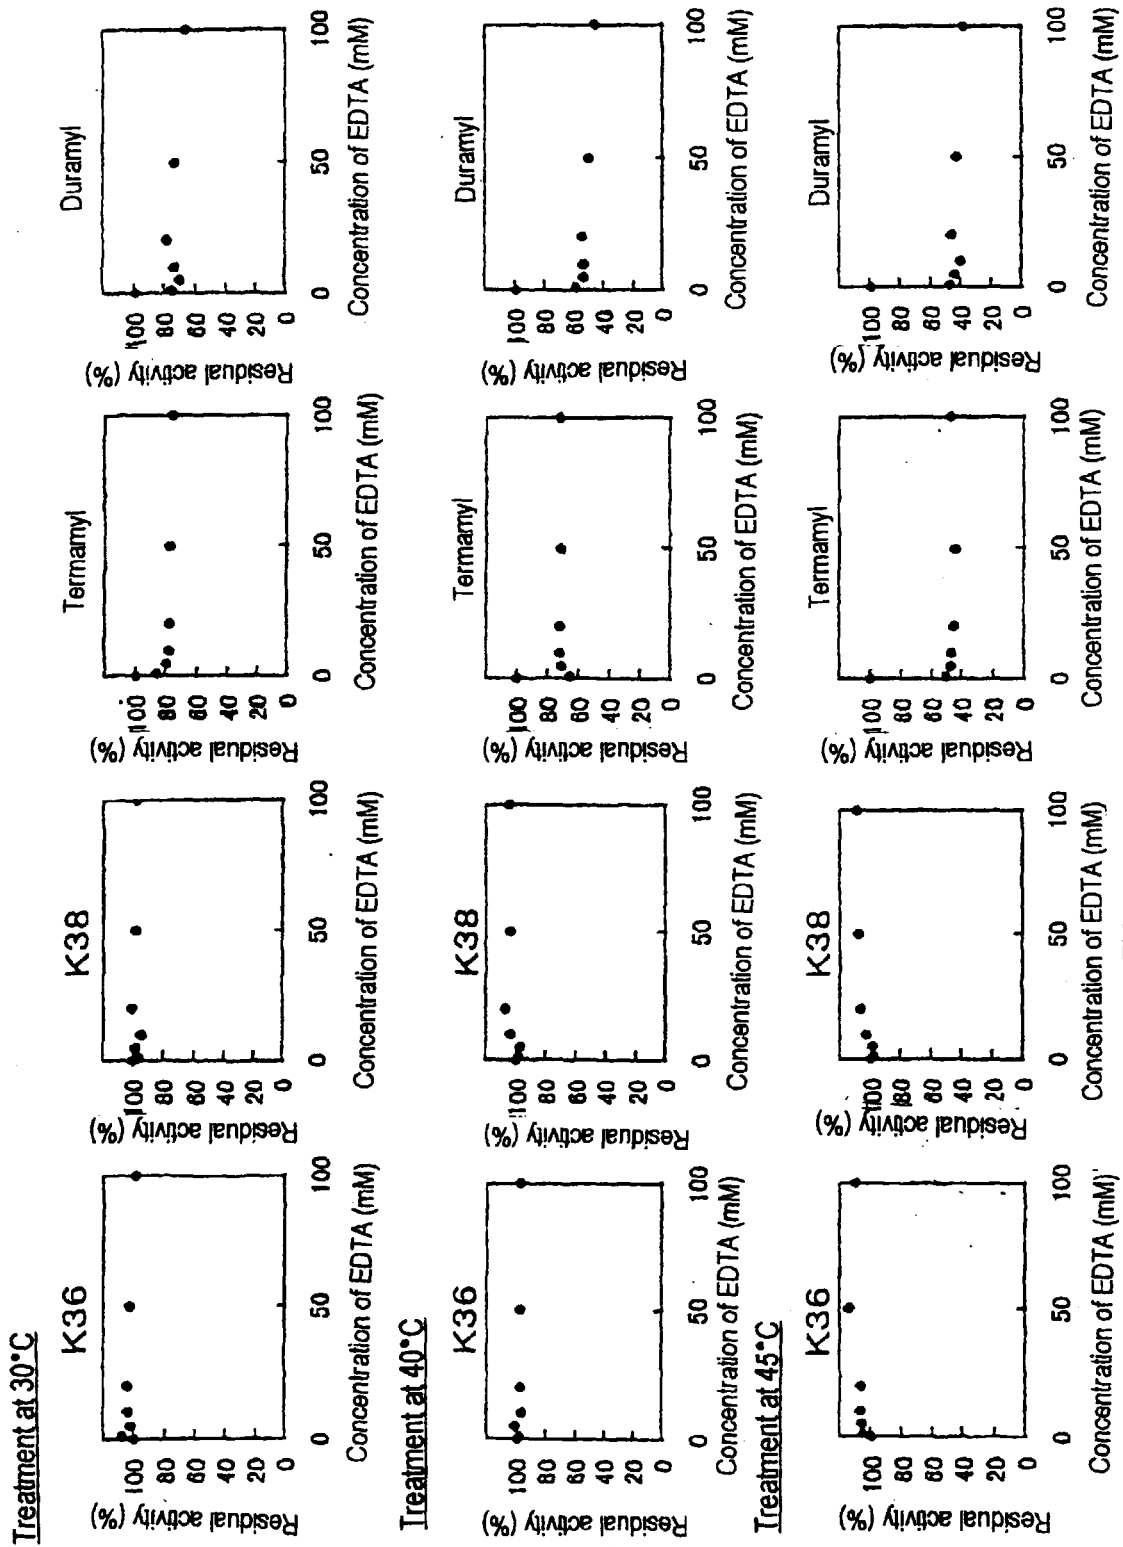 Treatment at 30°C
K36
Residual activity (%)
100
80
60
40
20
0
0
50
100
Concentration of EDTA (mM)
K38
Residual activity (%)
100
80
60
40
20
0
0
50
100
Concentration of EDTA (mM)
Termamyl
Residual activity (%)
100
80
60
40
20
0
0
50
100
Concentration of EDTA (mM)
Duramyl
Residual activity (%)
100
80
60
40
20
0
0
50
100
Concentration of EDTA (mM)
Treatment at 40°C
K36
Residual activity (%)
100
80
60
40
20
0
0
50
100
Concentration of EDTA (mM)
K38
Residual activity (%)
100
80
60
40
20
0
0
50
100
Concentration of EDTA (mM)
Termamyl
Residual activity (%)
100
80
60
40
20
0
0
50
100
Concentration of EDTA (mM)
Duramyl
Residual activity (%)
100
80
60
40
20
0
0
50
100
Concentration of EDTA (mM)
Treatment at 45°C
K36
Residual activity (%)
100
80
60
40
20
0
0
50
100
Concentration of EDTA (mM)
K38
Residual activity (%)
100
80
60
40
20
0
0
50
100
Concentration of EDTA (mM)
Termamyl
Residual activity (%)
100
80
60
40
20
0
0
50
100
Concentration of EDTA (mM)
Duramyl
Residual activity (%)
100
80
60
40
20
0
0
50
100
Concentration of EDTA (mM)